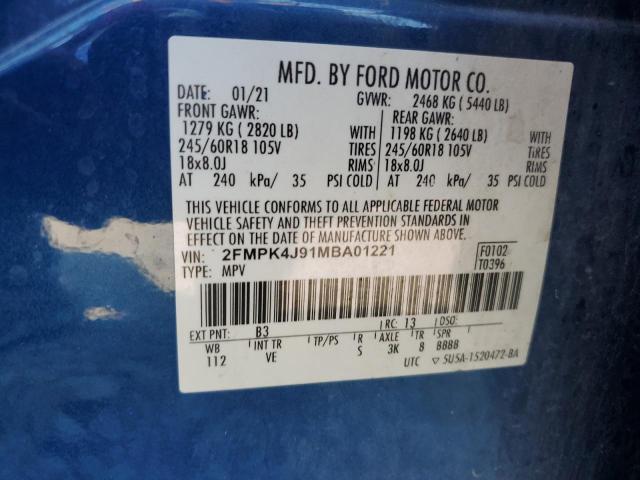 MFD. BY FORD MOTOR CO.
DATE: 01/21 GVWR: 2468 KG ( 5440 LB)
FRONT GAWR: REAR GAWR:
1279 KG ( 2820 LB) WITH 1198 KG ( 2640 LB) WITH
245/60R18 105V TIRES 245/60R18 105V TIRES
18x8.0J RIMS 18x8.0J RIMS
AT 240 kPa/ 35 PSI COLD AT 240 kPa/ 35 PSI COLD
THIS VEHICLE CONFORMS TO ALL APPLICABLE FEDERAL MOTOR
VEHICLE SAFETY AND THEFT PREVENTION STANDARDS IN
EFFECT ON THE DATE OF MANUFACTURE SHOWN ABOVE.
VIN: 2FMPK4J91MBA01221 F0102
TYPE: MPV T0396
EXT PNT: B3 RC: 13 DSO:
WB INT TR TP/PS R AXLE TR SPR
112 VE S 3K 8 8888
UTC ▽ 5U5A-1520472-BA